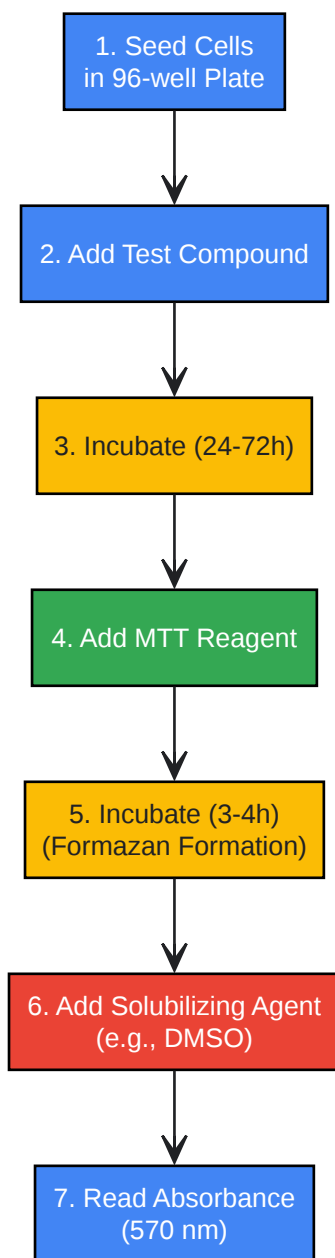 1. Seed Cells
in 96-well Plate
2. Add Test Compound
3. Incubate (24-72h)
4. Add MTT Reagent
5. Incubate (3-4h)
(Formazan Formation)
6. Add Solubilizing Agent
(e.g., DMSO)
7. Read Absorbance
(570 nm)